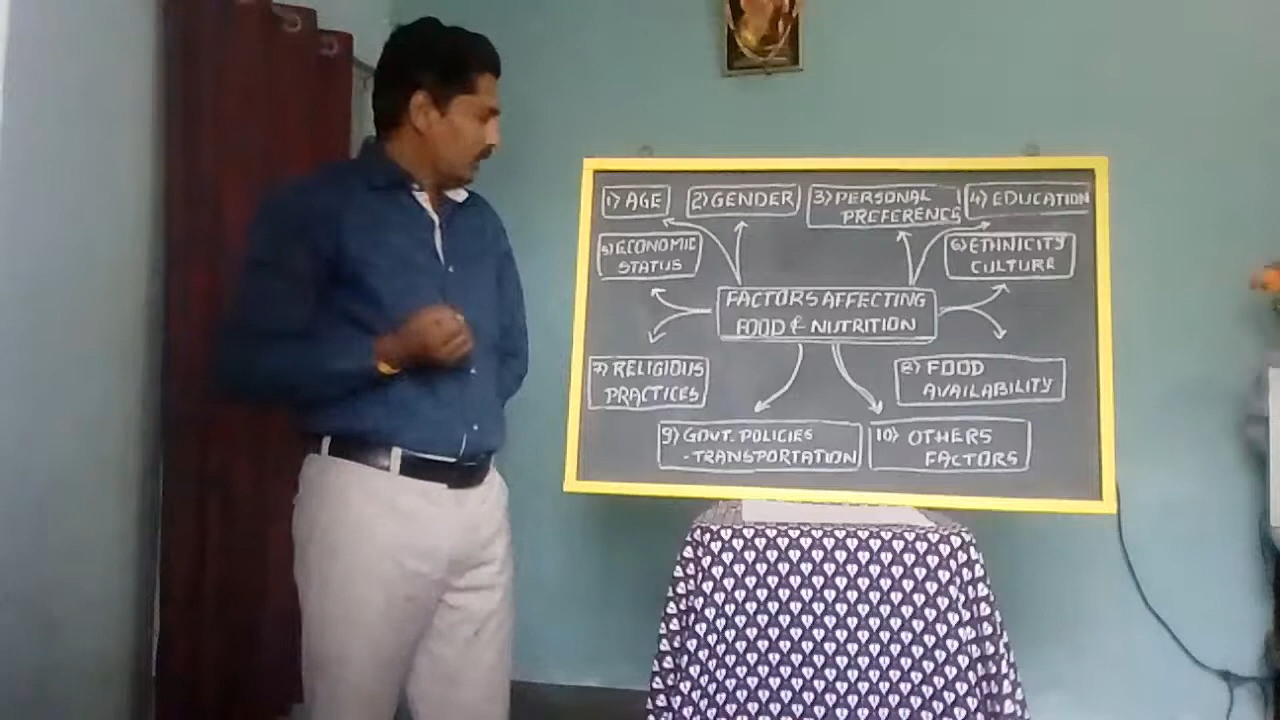 1) AGE
2) GENDER
3) PERSONAL
PREFERENCE
4) EDUCATION
5) ECONOMIC
STATUS
6) ETHNICITY
CULTURE
FACTORS AFFECTING
FOOD & NUTRITION
7) RELIGIOUS
PRACTICES
8) FOOD
AVAILABILITY
9) GOVT. POLICIES
- TRANSPORTATION
10) OTHERS
FACTORS